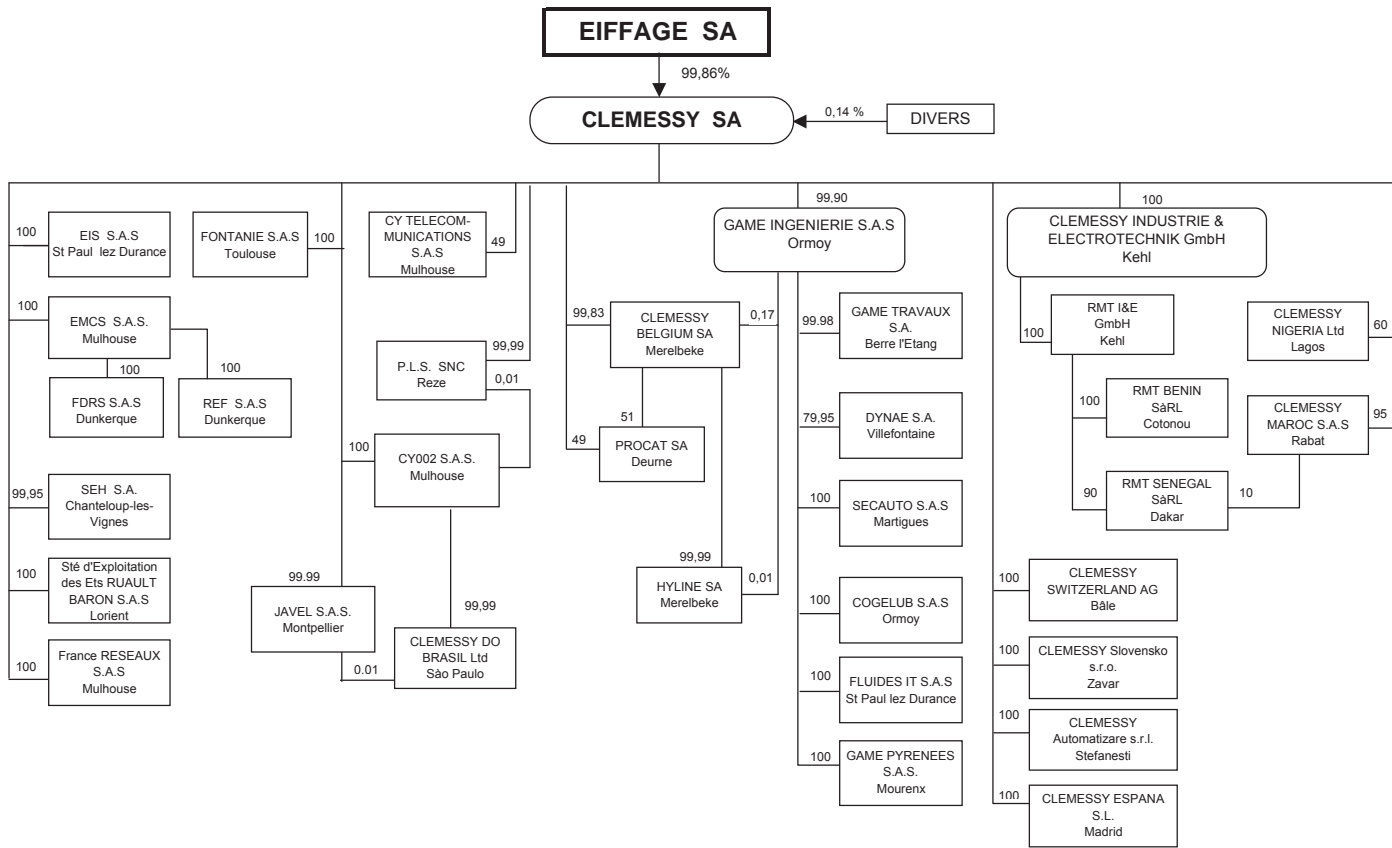 EIFFAGE SA
99,86%
CLEMESSY SA
0,14 %
DIVERS
100
EIS S.A.S
St Paul lez Durance
100
EMCS S.A.S.
Mulhouse
100
FDRS S.A.S
Dunkerque
100
REF S.A.S
Dunkerque
99,95
SEH S.A.
Chanteloup-les-
Vignes
100
Sté d'Exploitation
des Ets RUAULT
BARON S.A.S
Lorient
100
France RESEAUX
S.A.S
Mulhouse
FONTANIE S.A.S
Toulouse
100
CY TELECOM-
MUNICATIONS
S.A.S
Mulhouse
49
P.L.S. SNC
Reze
99,99
0,01
100
CY002 S.A.S.
Mulhouse
99.99
JAVEL S.A.S.
Montpellier
99,99
CLEMESSY DO
BRASIL Ltd
Sào Paulo
0.01
99,83
CLEMESSY
BELGIUM SA
Merelbeke
0,17
51
49
PROCAT SA
Deurne
99,99
HYLINE SA
Merelbeke
0,01
99,90
GAME INGENIERIE S.A.S
Ormoy
99.98
GAME TRAVAUX
S.A.
Berre l'Etang
79,95
DYNAE S.A.
Villefontaine
100
SECAUTO S.A.S
Martigues
100
COGELUB S.A.S
Ormoy
100
FLUIDES IT S.A.S
St Paul lez Durance
100
GAME PYRENEES
S.A.S.
Mourenx
100
CLEMESSY INDUSTRIE &
ELECTROTECHNIK GmbH
Kehl
100
RMT I&E
GmbH
Kehl
100
RMT BENIN
SàRL
Cotonou
90
RMT SENEGAL
SàRL
Dakar
10
CLEMESSY
NIGERIA Ltd
Lagos
60
CLEMESSY
MAROC S.A.S
Rabat
95
100
CLEMESSY
SWITZERLAND AG
Bâle
100
CLEMESSY Slovensko
s.r.o.
Zavar
100
CLEMESSY
Automatizare s.r.l.
Stefanesti
100
CLEMESSY ESPANA
S.L.
Madrid